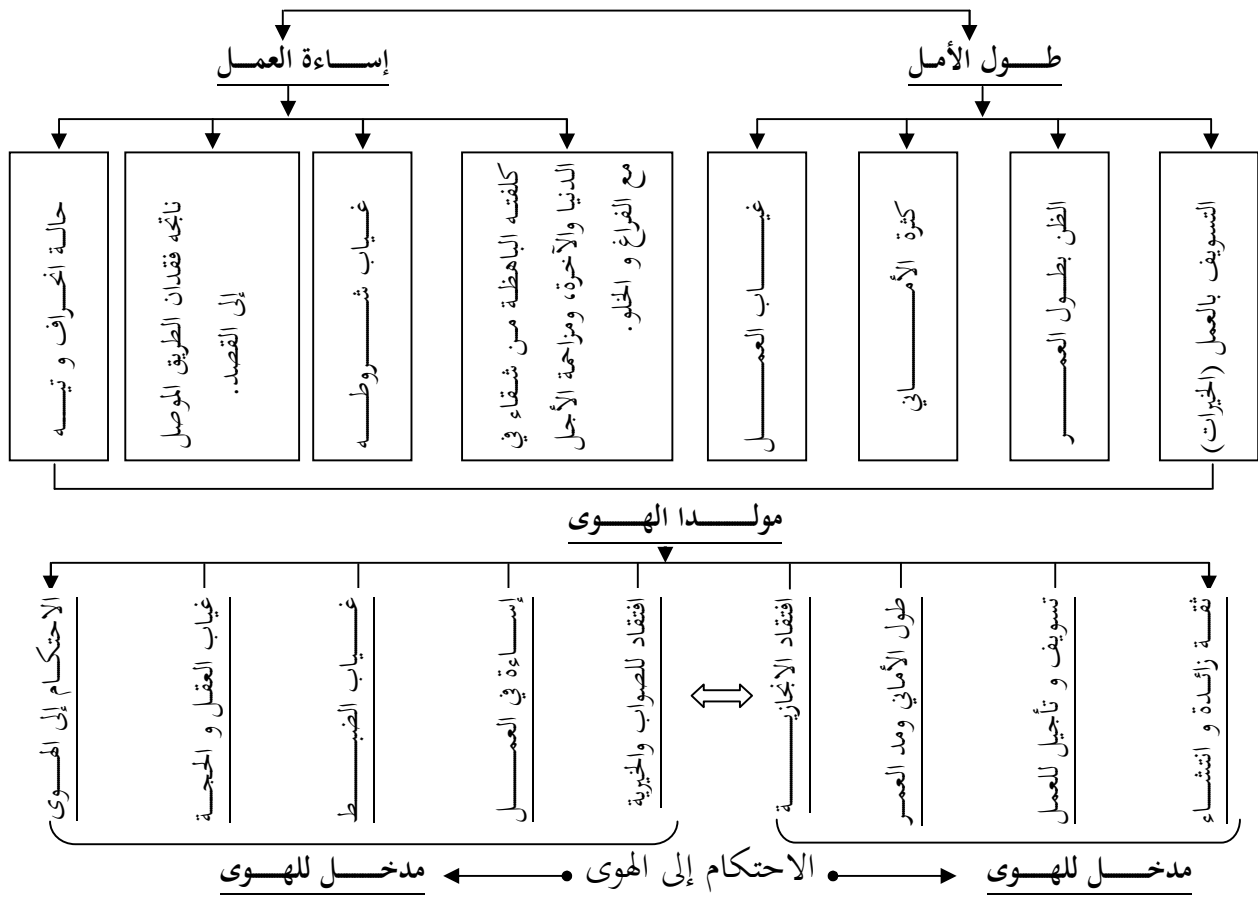 طول الأمل
إساءة العمل
التسويف بالعمل (الخيرات)
الظن بطول العمر
كثرة الأماني
غياب العمل
كلفته الباهظة من شقاء في
الدنيا والآخرة، ومزاحمة الأجل
مع الفراغ و الخلو.
غياب شروطه
ناتجه فقدان الطريق الموصل
إلى القصد.
حالة انحراف و تيه
مولدا الهوى
ثقة زائدة و انتشاء
تسويف و تأجيل للعمل
طول الأماني ومد العمر
افتقاد الانجازية
افتقاد للصواب والخيرية
إساءة في العمل
غياب الضبط
غياب العقل و الحجة
الاحتكام إلى الهوى
مدخل للهوى
الاحتكام إلى الهوى
مدخل للهوى